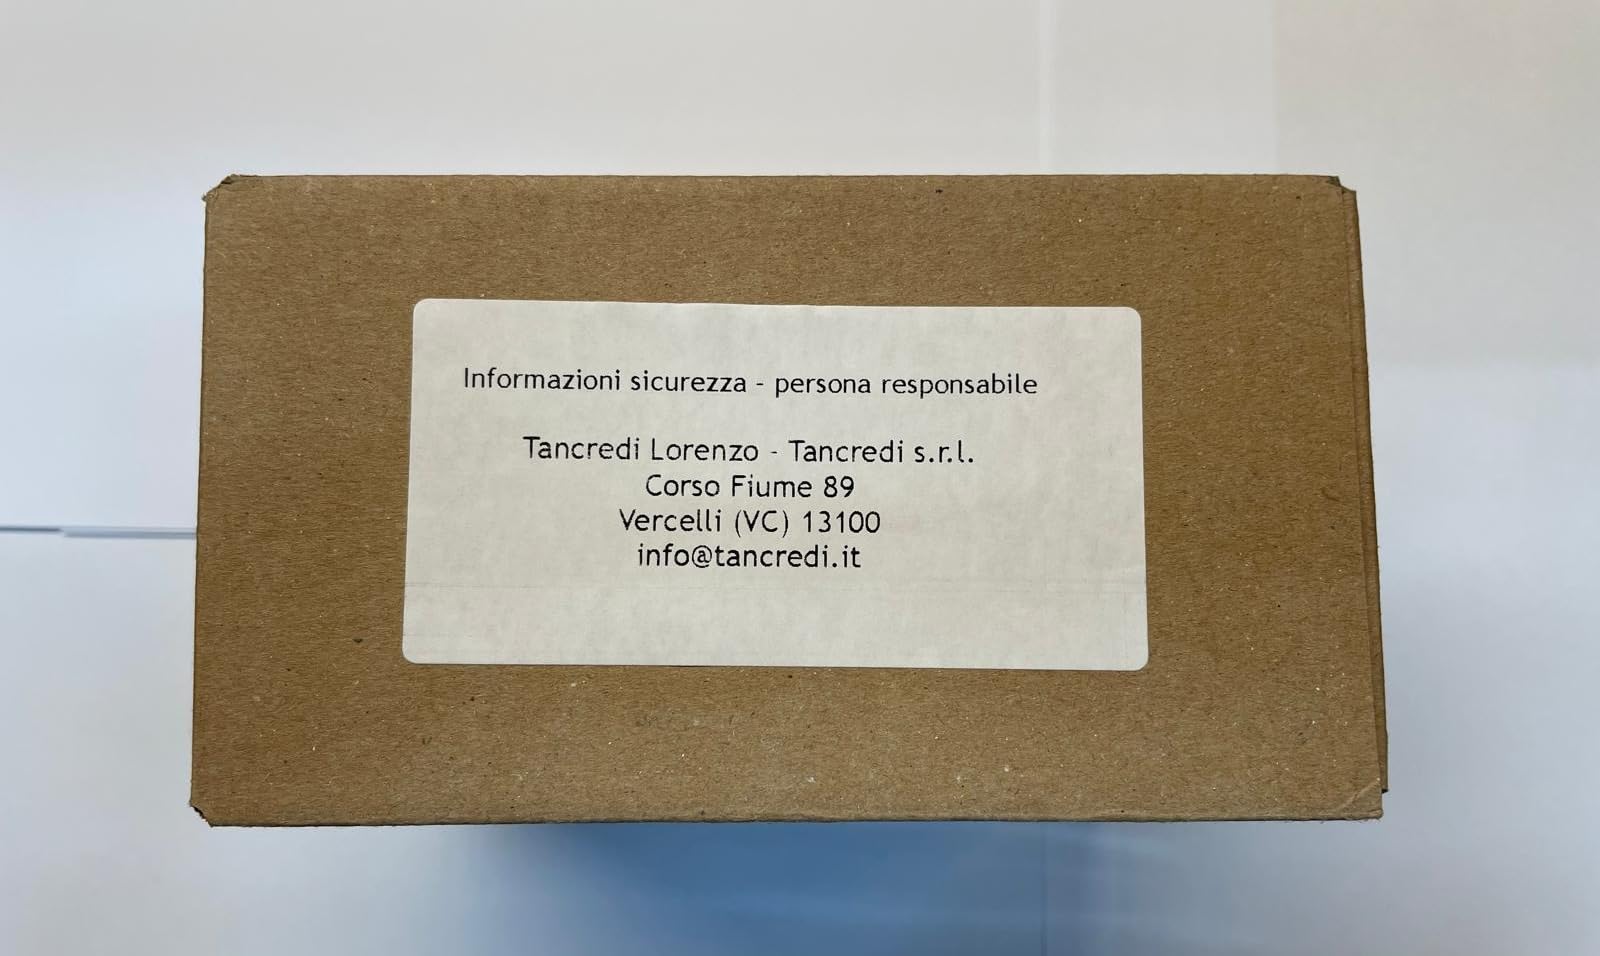 Informazioni sicurezza - persona responsabile
Tancredi Lorenzo - Tancredi s.r.l.
Corso Fiume 89
Vercelli (VC) 13100
info@tancredi.it